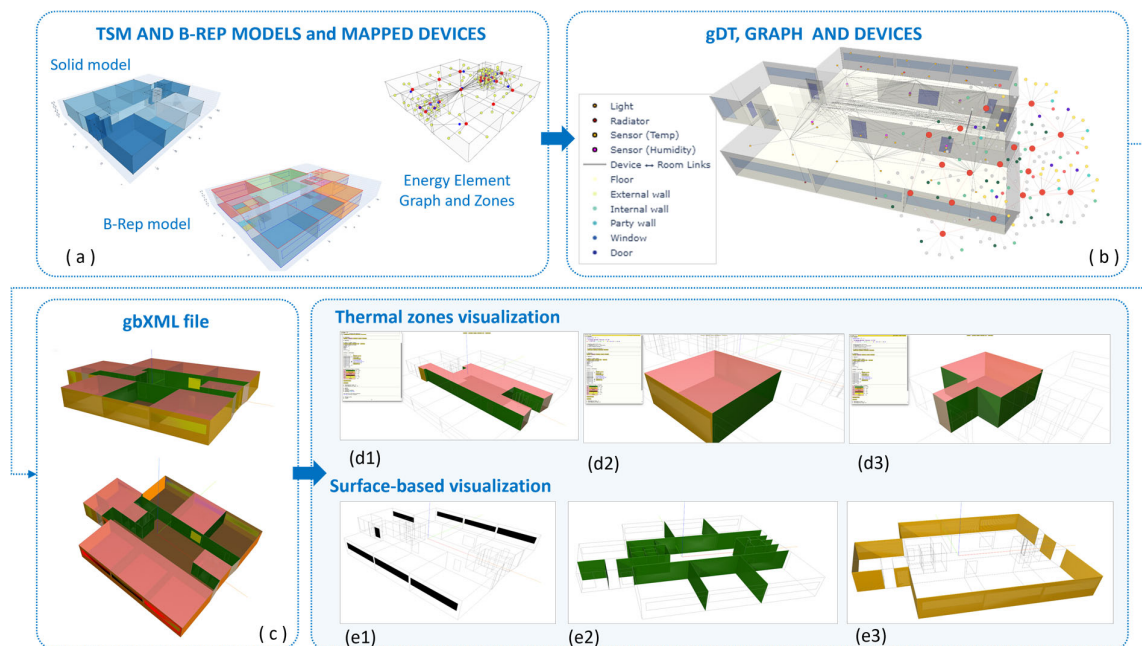 TSM AND B-REP MODELS and MAPPED DEVICES
Solid model
B-Rep model
Energy Element
Graph and Zones
( a )
gDT, GRAPH AND DEVICES
Light
Radiator
Sensor (Temp)
Sensor (Humidity)
Device ↔ Room Links
Floor
External wall
Internal wall
Party wall
Window
Door
( b )
gbXML file
( c )
Thermal zones visualization
(d1)
(d2)
(d3)
Surface-based visualization
(e1)
(e2)
(e3)